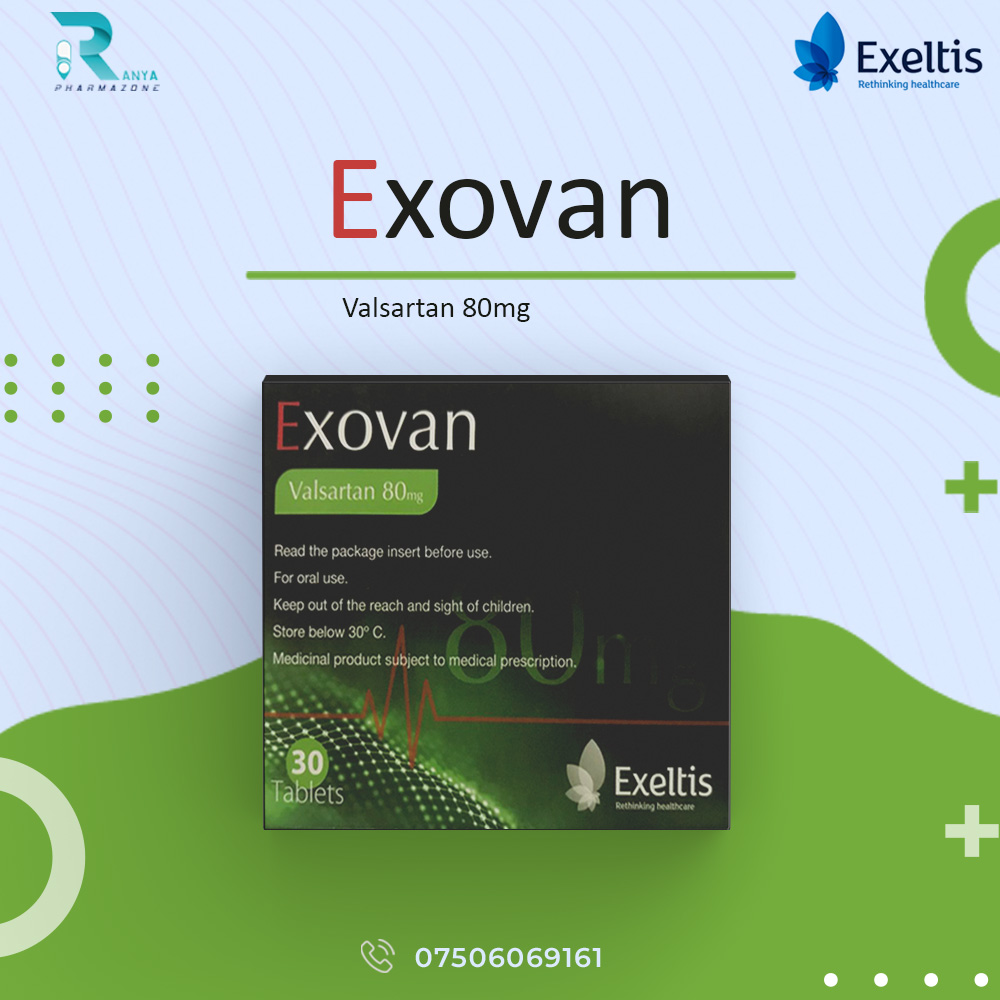 RANYA
PHARMAZONE
Exeltis
Rethinking healthcare
Exovan
Valsartan 80mg
Exovan
Valsartan 80mg
Read the package insert before use.
For oral use.
Keep out of the reach and sight of children.
Store below 30º C.
Medicinal product subject to medical prescription.
80mg
30
Tablets
Exeltis
Rethinking healthcare
07506069161